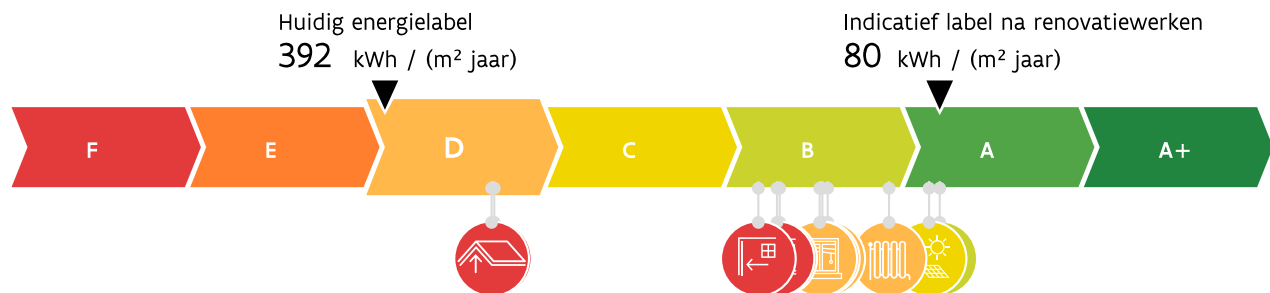 Huidig energielabel
392 kWh / (m² jaar)
Indicatief label na renovatiewerken
80 kWh / (m² jaar)
F E D C B A A+